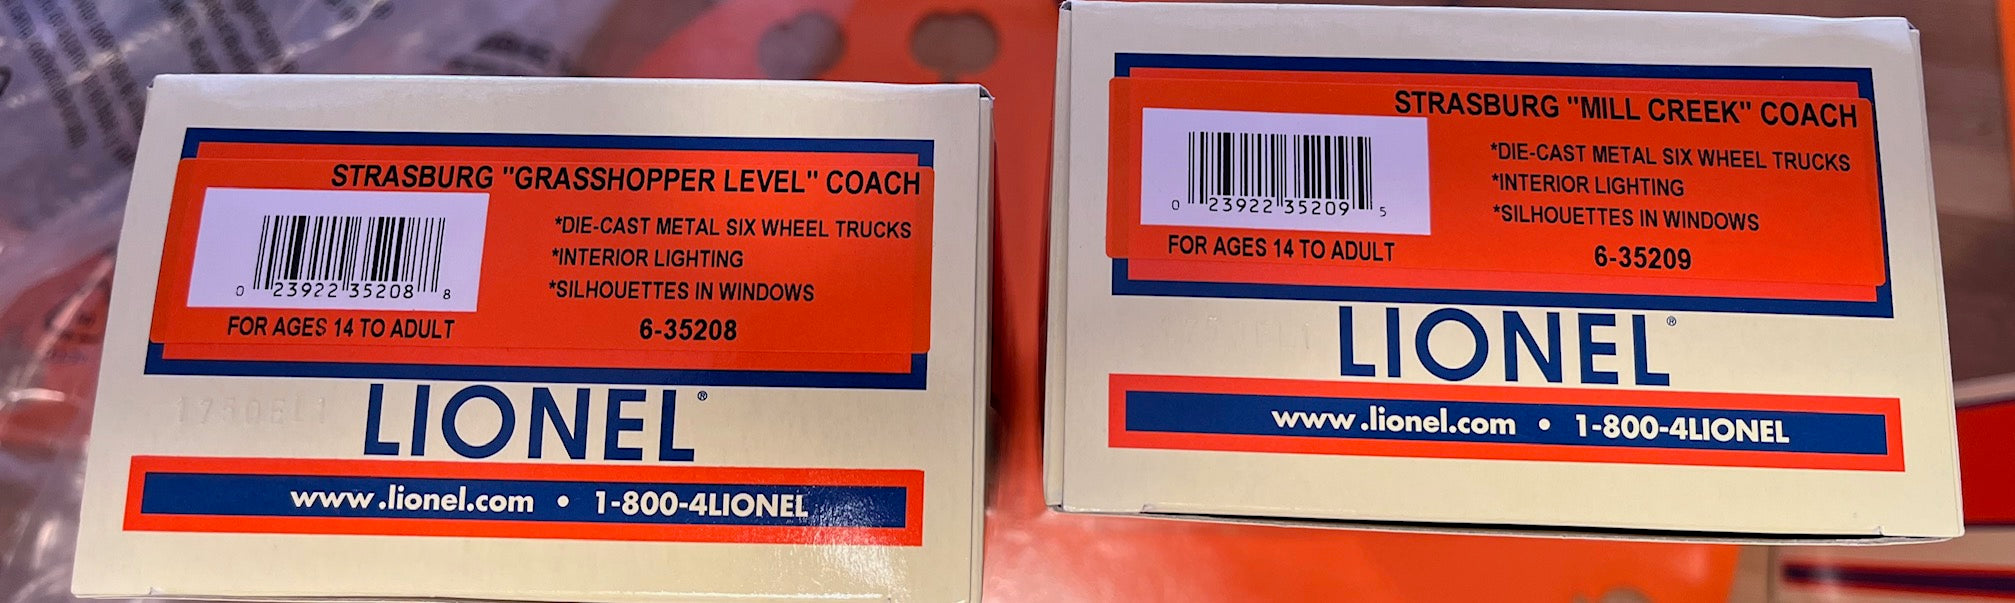 STRASBURG "GRASSHOPPER LEVEL" COACH
*DIE-CAST METAL SIX WHEEL TRUCKS
*INTERIOR LIGHTING
*SILHOUETTES IN WINDOWS
0 23922 35208 8
FOR AGES 14 TO ADULT
6-35208
1750EL1
LIONEL®
www.lionel.com • 1-800-4LIONEL
STRASBURG "MILL CREEK" COACH
*DIE-CAST METAL SIX WHEEL TRUCKS
*INTERIOR LIGHTING
*SILHOUETTES IN WINDOWS
0 23922 35209 5
FOR AGES 14 TO ADULT
6-35209
LIONEL®
www.lionel.com • 1-800-4LIONEL